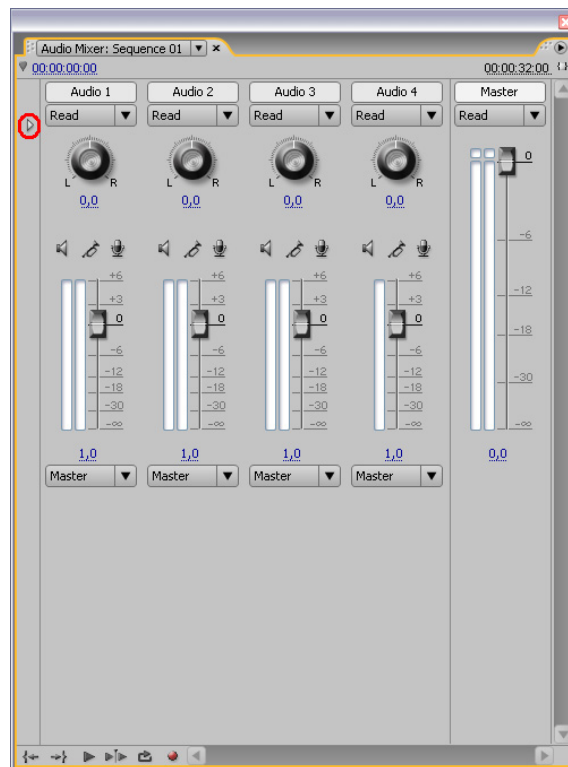 Audio Mixer: Sequence 01
00:00:00:00 00:00:32:00
Audio 1 Audio 2 Audio 3 Audio 4 Master
Read Read Read Read Read
L R L R L R L R
0,0 0,0 0,0 0,0
0
-6
-12
-18
-30
-∞
+6 +6 +6 +6
+3 +3 +3 +3
0 0 0 0
-6 -6 -6 -6
-12 -12 -12 -12
-18 -18 -18 -18
-30 -30 -30 -30
-∞ -∞ -∞ -∞
1,0 1,0 1,0 1,0 0,0
Master Master Master Master